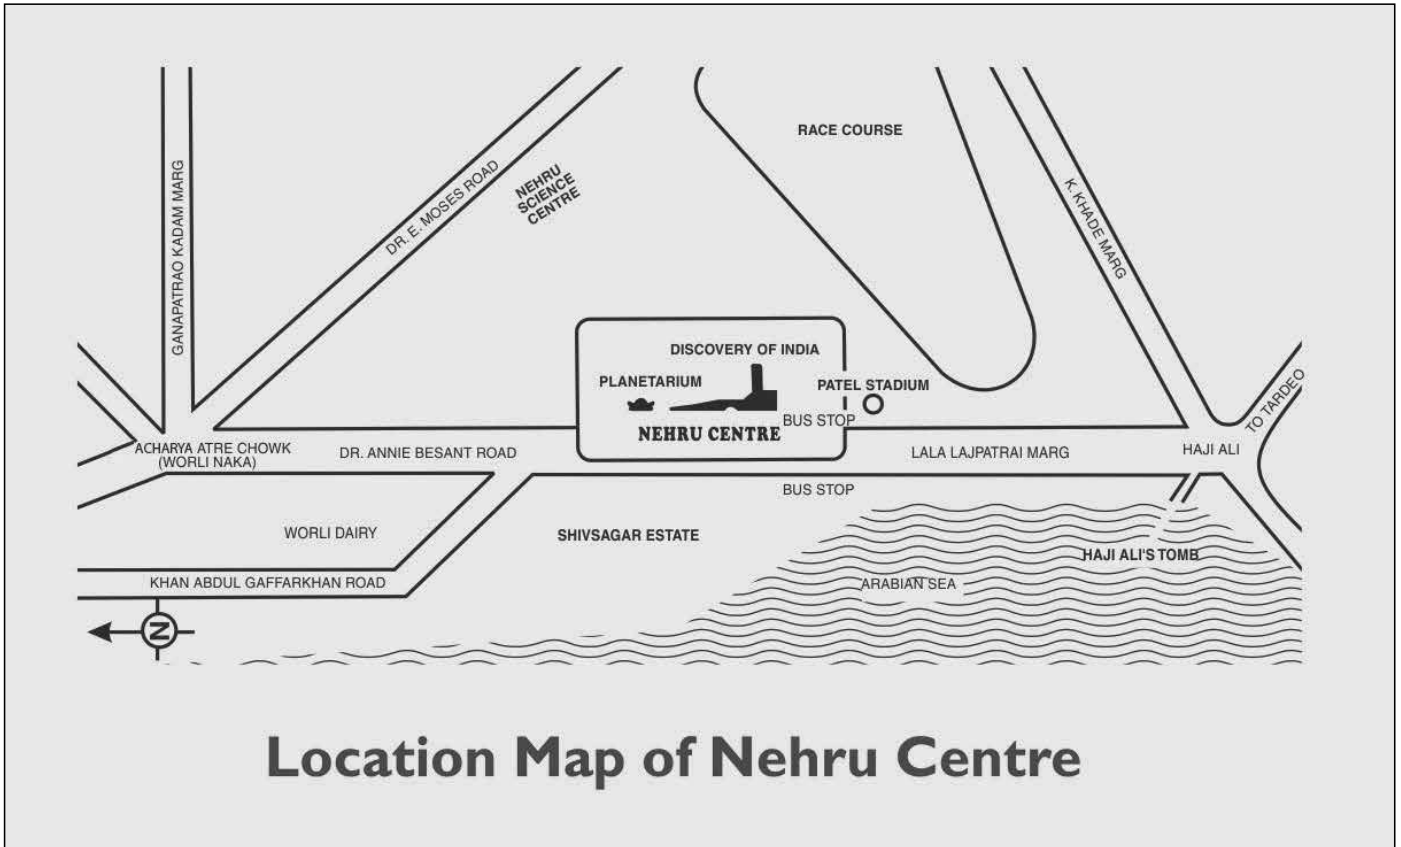 RACE COURSE
GANAPATRAO KADAM MARG
DR. E. MOSES ROAD
NEHRU
SCIENCE
CENTRE
K. KHADE MARG
DISCOVERY OF INDIA
PLANETARIUM
PATEL STADIUM
BUS STOP
NEHRU CENTRE
TO TARDEO
ACHARYA ATRE CHOWK
(WORLI NAKA)
DR. ANNIE BESANT ROAD
LALA LAJPATRAI MARG
HAJI ALI
BUS STOP
WORLI DAIRY
SHIVSAGAR ESTATE
HAJI ALI'S TOMB
KHAN ABDUL GAFFARKHAN ROAD
ARABIAN SEA
N
Location Map of Nehru Centre